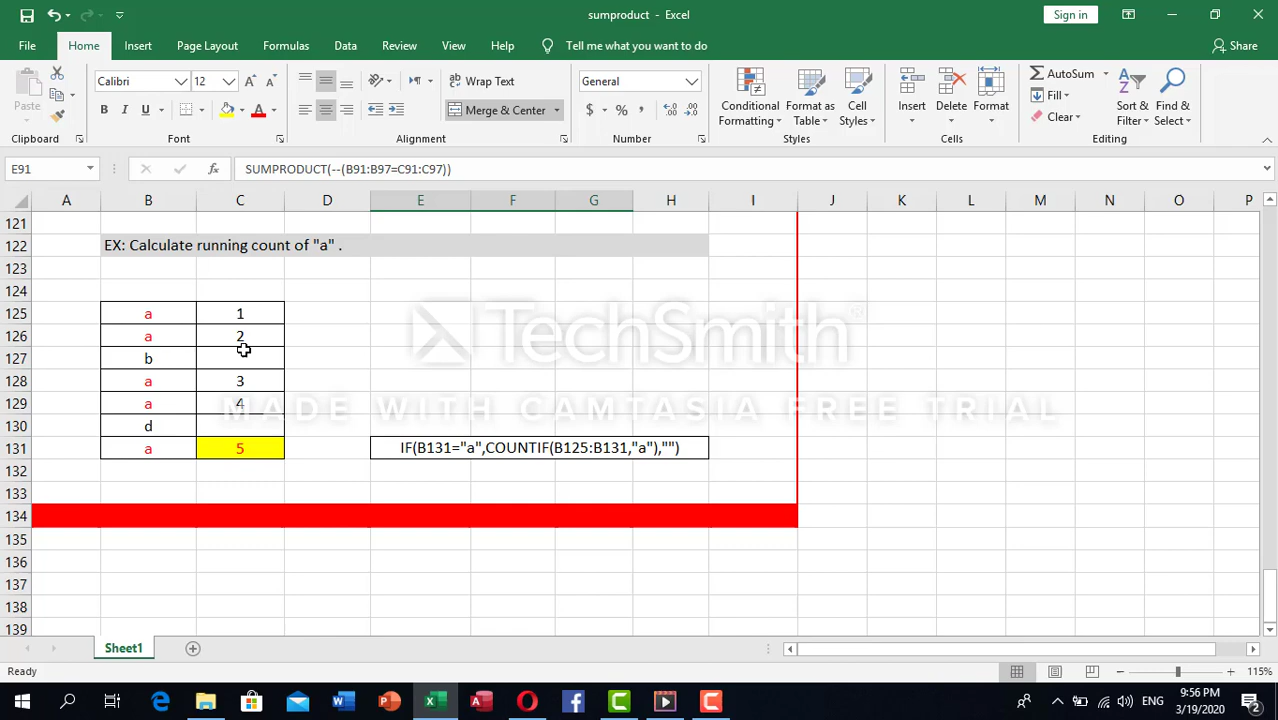 sumproduct - Excel
Sign in
File Home Insert Page Layout Formulas Data Review View Help Tell me what you want to do Share
Calibri 12 Wrap Text General AutoSum
Paste B I U Merge & Center $ % , Conditional Formatting Format as Table Cell Styles Insert Delete Format Fill Clear Sort & Filter Find & Select
Clipboard Font Alignment Number Styles Cells Editing
E91 fx SUMPRODUCT(--(B91:B97=C91:C97))
A B C D E F G H I J K L M N O P
121
122 EX: Calculate running count of "a" .
123
124
125 a 1
126 a 2
127 b
128 a 3
129 a 4
130 d
131 a 5 IF(B131="a",COUNTIF(B125:B131,"a"),"")
132
133
134
135
136
137
138
139
TechSmith
MADE WITH CAMTASIA FREE TRIAL
Sheet1
Ready 115%
ENG 9:56 PM
3/19/2020 2